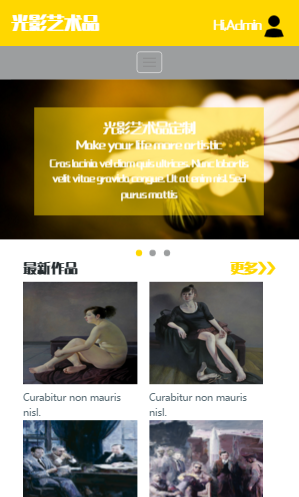 光影艺术品
Hi,Admin
光影艺术品定制
Make your life more artistic
Cras lacinia vel diam quis ultrices. Nunc lobortis
velit vitae gravida congue. Ut at enim nisl. Sed
purus mattis
最新作品
更多
Curabitur non mauris
nisl.
Curabitur non mauris
nisl.